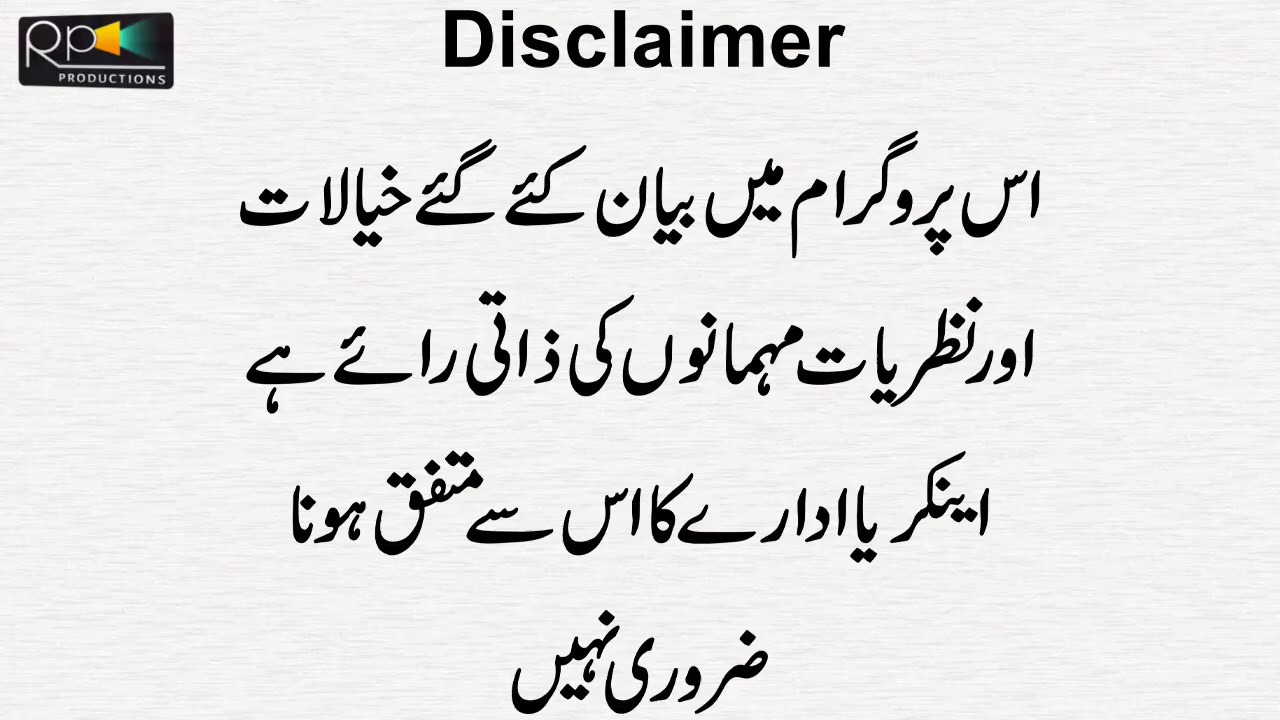 Rp
PRODUCTIONS
Disclaimer
اس پروگرام میں بیان کئے گئے خیالات
اور نظریات مہمانوں کی ذاتی رائے ہے
اینکر یا ادارے کا اس سے متفق ہونا
ضروری نہیں